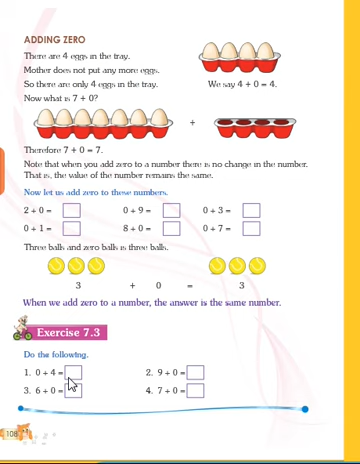 ADDING ZERO
There are 4 eggs in the tray.
Mother does not put any more eggs.
So there are only 4 eggs in the tray. We say 4 + 0 = 4.
Now what is 7 + 0?
+
Therefore 7 + 0 = 7.
Note that when you add zero to a number there is no change in the number.
That is, the value of the number remains the same.
Now let us add zero to these numbers.
2 + 0 = 0 + 9 = 0 + 3 =
0 + 1 = 8 + 0 = 0 + 7 =
Three balls and zero balls is three balls.
3 + 0 = 3
When we add zero to a number, the answer is the same number.
Exercise 7.3
Do the following.
1. 0 + 4 = 2. 9 + 0 =
3. 6 + 0 = 4. 7 + 0 =
108